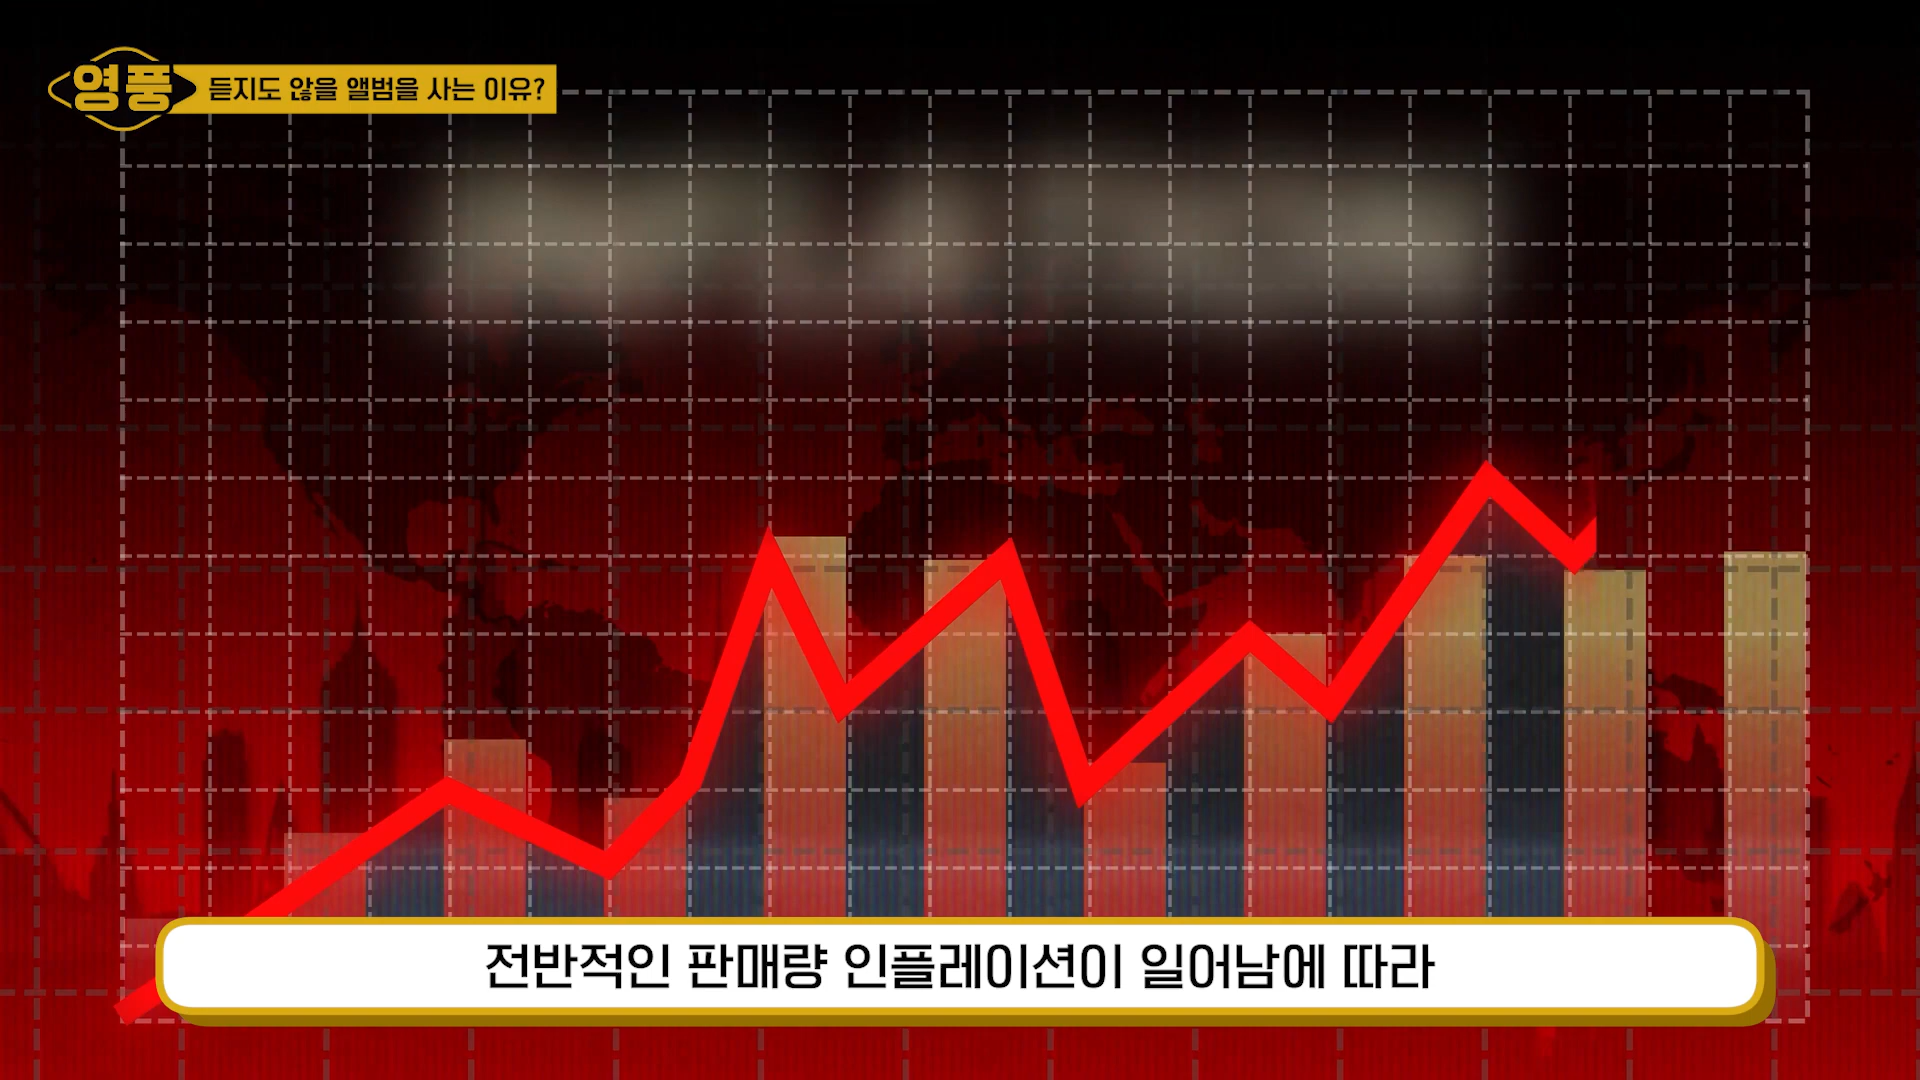 영풍
듣지도 않을 앨범을 사는 이유?
전반적인 판매량 인플레이션이 일어남에 따라